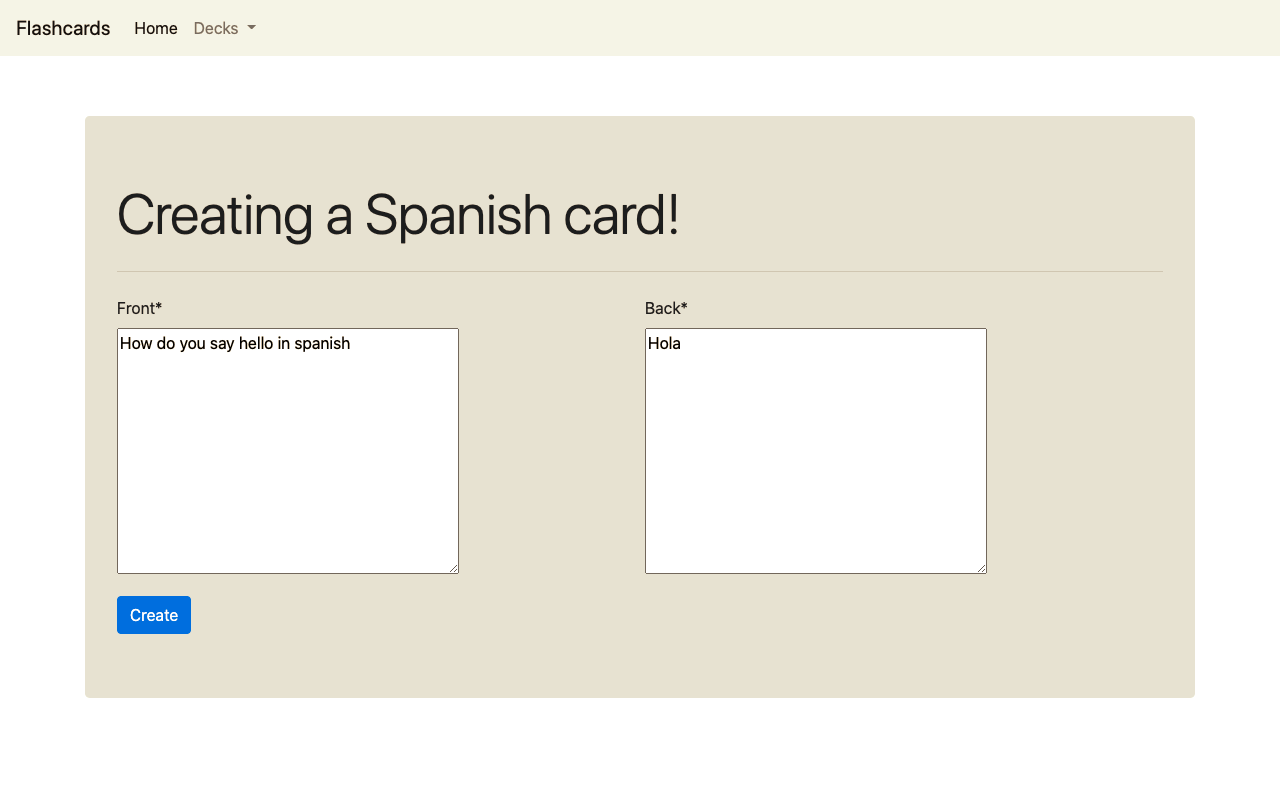 Flashcards Home Decks
Creating a Spanish card!
Front* Back*
How do you say hello in spanish Hola
Create